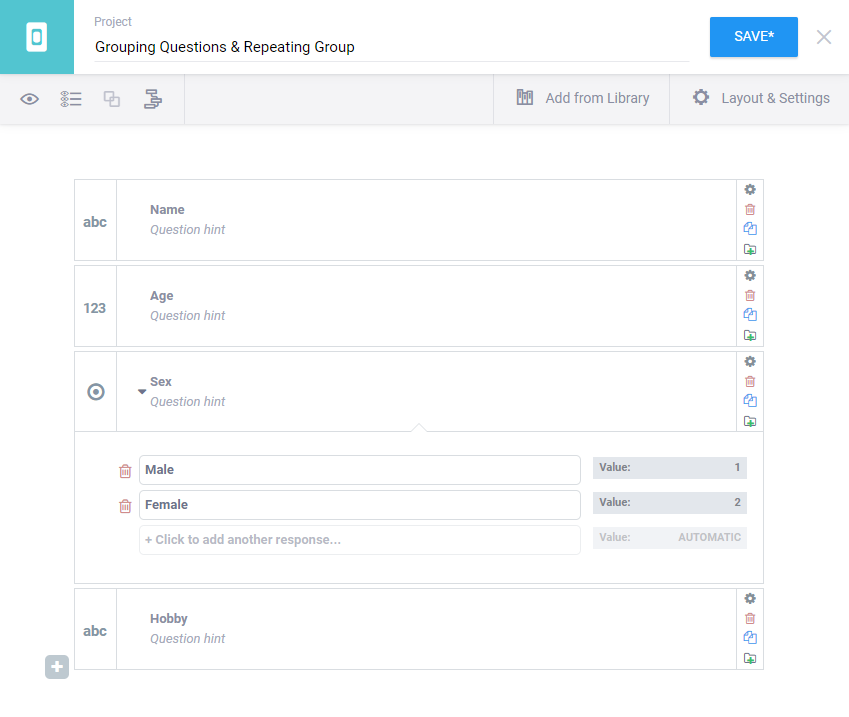 Project
Grouping Questions & Repeating Group
SAVE*
Add from Library
Layout & Settings
abc
Name
Question hint
123
Age
Question hint
Sex
Question hint
Male
Value: 1
Female
Value: 2
+ Click to add another response...
Value: AUTOMATIC
abc
Hobby
Question hint